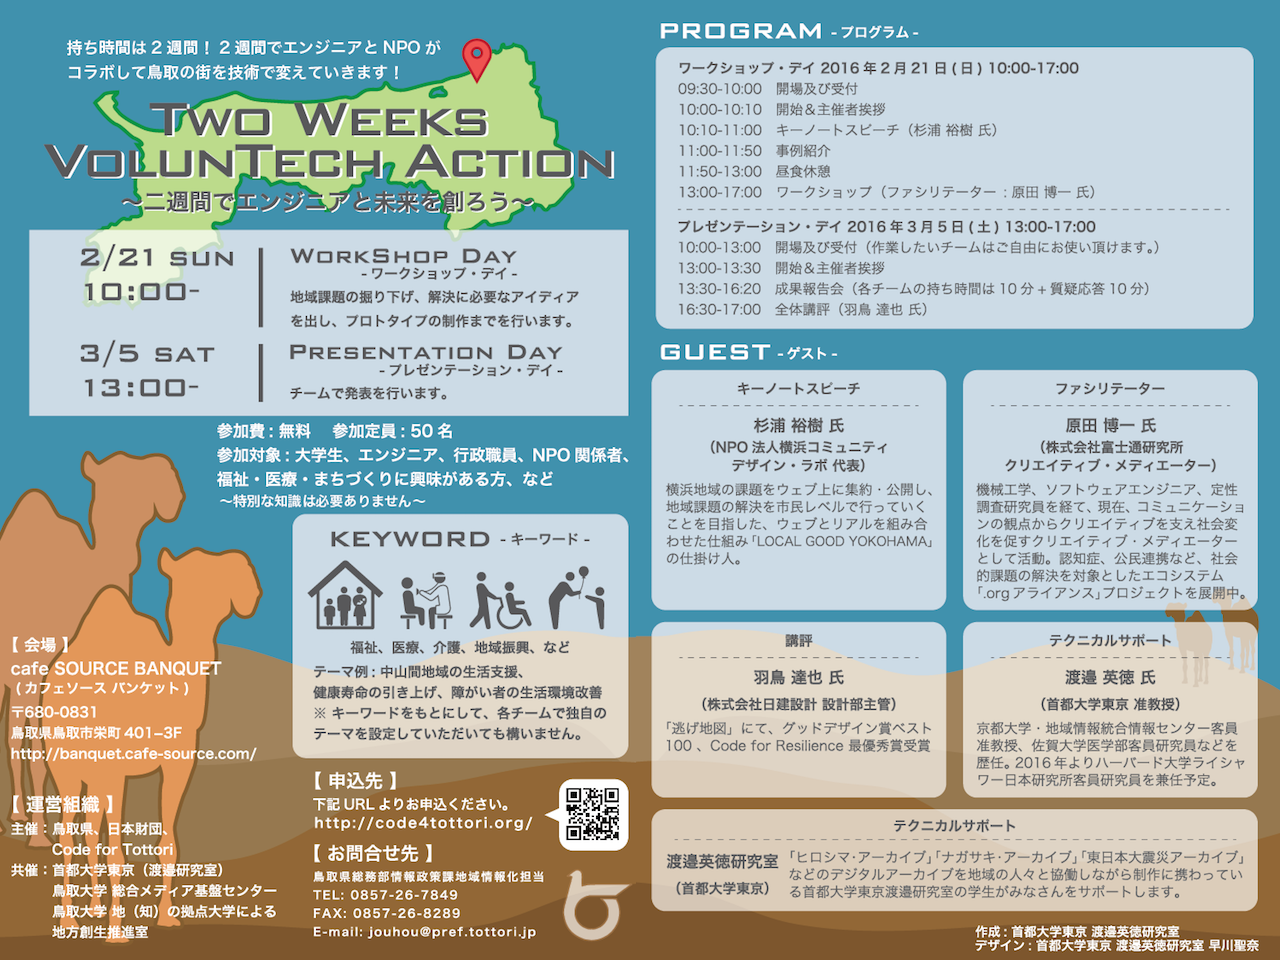 持ち時間は2週間！2週間でエンジニアとNPOが
コラボして鳥取の街を技術で変えていきます！
TWO WEEKS
VOLUNTECH ACTION
～二週間でエンジニアと未来を創ろう～
2/21 SUN
10:00-
WORKSHOP DAY
- ワークショップ・デイ -
地域課題の掘り下げ、解決に必要なアイディア
を出し、プロトタイプの制作までを行います。
3/5 SAT
13:00-
PRESENTATION DAY
- プレゼンテーション・デイ -
チームで発表を行います。
参加費 : 無料　参加定員 : 50 名
参加対象 : 大学生、エンジニア、行政職員、NPO 関係者、
福祉・医療・まちづくりに興味がある方、など
～特別な知識は必要ありません～
KEYWORD - キーワード -
福祉、医療、介護、地域振興、など
テーマ例 : 中山間地域の生活支援、
健康寿命の引き上げ、障がい者の生活環境改善
※ キーワードをもとにして、各チームで独自の
テーマを設定していただいても構いません。
【 会場 】
cafe SOURCE BANQUET
( カフェソース バンケット )
〒680-0831
鳥取県鳥取市栄町 401−3F
http://banquet.cafe-source.com/
【 運営組織 】
主催：鳥取県、日本財団、
Code for Tottori
共催：首都大学東京（渡邉研究室）
鳥取大学 総合メディア基盤センター
鳥取大学 地（知）の拠点大学による
地方創生推進室
【 申込先 】
下記 URL よりお申込ください。
http://code4tottori.org/
【 お問合せ先 】
鳥取県総務部情報政策課地域情報化担当
TEL: 0857-26-7849
FAX: 0857-26-8289
E-mail: jouhou@pref.tottori.jp
PROGRAM - プログラム -
ワークショップ・デイ 2016 年 2 月 21 日 ( 日 ) 10:00-17:00
09:30-10:00　開場及び受付
10:00-10:10　開始＆主催者挨拶
10:10-11:00　キーノートスピーチ（杉浦 裕樹 氏）
11:00-11:50　事例紹介
11:50-13:00　昼食休憩
13:00-17:00　ワークショップ（ファシリテーター : 原田 博一 氏）
プレゼンテーション・デイ 2016 年 3 月 5 日 ( 土 ) 13:00-17:00
10:00-13:00　開場及び受付（作業したいチームはご自由にお使い頂けます。）
13:00-13:30　開始＆主催者挨拶
13:30-16:20　成果報告会（各チームの持ち時間は 10 分 + 質疑応答 10 分）
16:30-17:00　全体講評（羽鳥 達也 氏）
GUEST - ゲスト -
キーノートスピーチ
杉浦 裕樹 氏
（NPO 法人横浜コミュニティ
デザイン・ラボ 代表）
横浜地域の課題をウェブ上に集約・公開し、
地域課題の解決を市民レベルで行っていく
ことを目指した、ウェブとリアルを組み合
わせた仕組み「LOCAL GOOD YOKOHAMA」
の仕掛け人。
ファシリテーター
原田 博一 氏
（株式会社富士通研究所
クリエイティブ・メディエーター）
機械工学、ソフトウェアエンジニア、定性
調査研究員を経て、現在、コミュニケーショ
ンの観点からクリエイティブを支え社会変
化を促すクリエイティブ・メディエーター
として活動。認知症、公民連携など、社会
的課題の解決を対象としたエコシステム
「.org アライアンス」プロジェクトを展開中。
講評
羽鳥 達也 氏
（株式会社日建設計 設計部主管）
「逃げ地図」にて、グッドデザイン賞ベスト
100 、Code for Resilience 最優秀賞受賞
テクニカルサポート
渡邉 英徳 氏
（首都大学東京 准教授）
京都大学・地域情報統合情報センター客員
准教授、佐賀大学医学部客員研究員などを
歴任。2016 年よりハーバード大学ライシャ
ワー日本研究所客員研究員を兼任予定。
テクニカルサポート
渡邉英徳研究室
（首都大学東京）
「ヒロシマ・アーカイブ」「ナガサキ・アーカイブ」「東日本大震災アーカイブ」
などのデジタルアーカイブを地域の人々と協働しながら制作に携わってい
る首都大学東京渡邉研究室の学生がみなさんをサポートします。
作成 : 首都大学東京 渡邉英徳研究室
デザイン : 首都大学東京 渡邉英徳研究室 早川聖奈